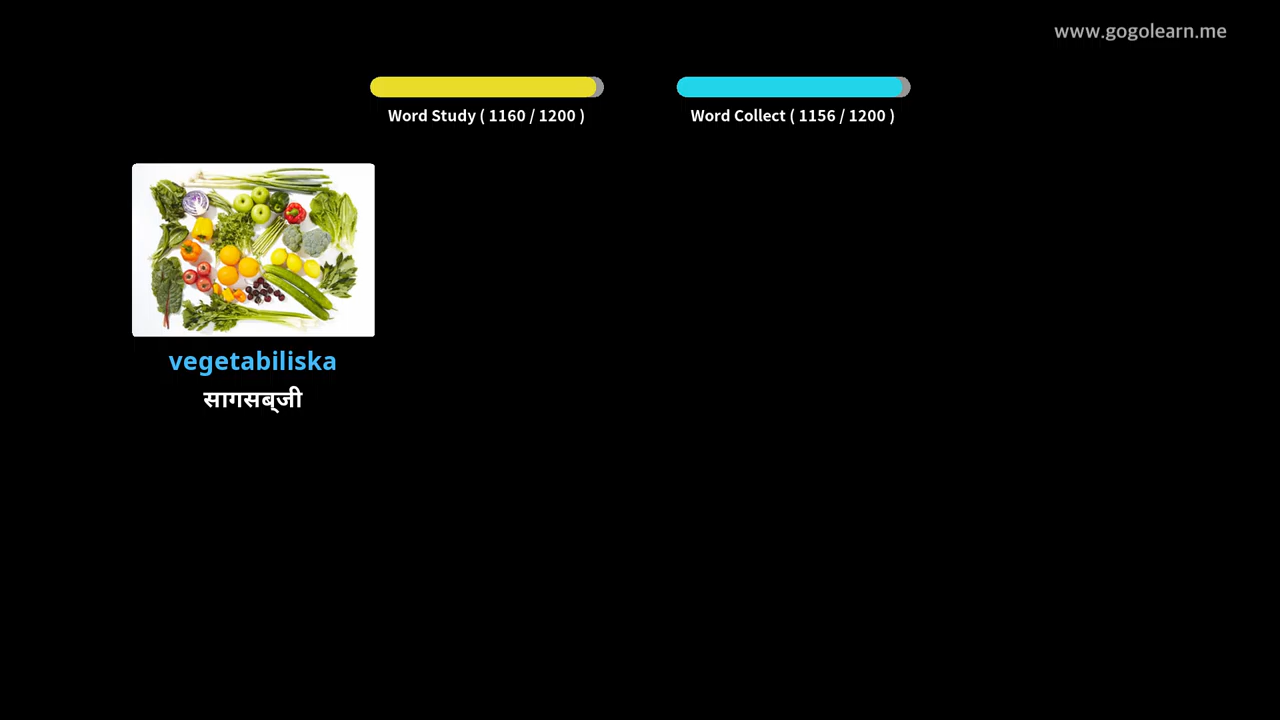 www.gogolearn.me
Word Study ( 1160 / 1200 )
Word Collect ( 1156 / 1200 )
vegetabiliska
सागसब्जी